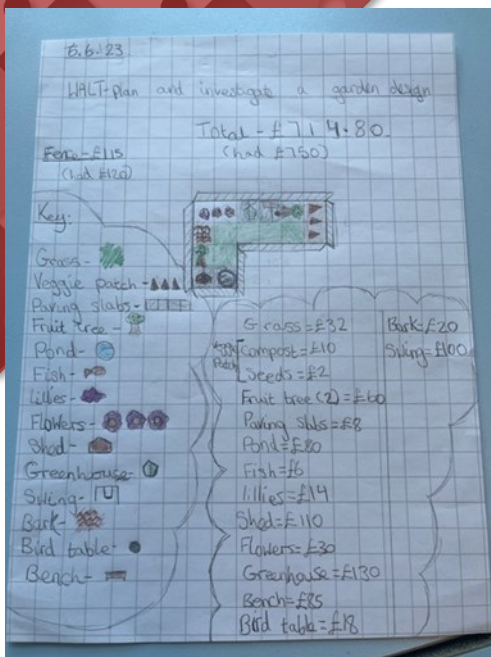 6.6.23
WALT-Plan and investigate a garden design
Total - £714.80
(had £750)
Fence-£115
(had £120)
Key:
Grass-
Veggie patch-
Paving slabs-
Fruit tree-
Pond-
Fish-
Lillies-
Flowers-
Shed-
Greenhouse-
Swing-
Bark-
Bird table-
Bench-
Grass=£32
Veggie Patch
Compost=£10
Seeds=£2
Fruit tree (2)=£60
Paving slabs=£8
Pond=£80
Fish=£6
lillies=£14
Shed=£110
Flowers=£30
Greenhouse=£130
Bench=£85
Bird table=£18
Bark=£20
Swing=£100